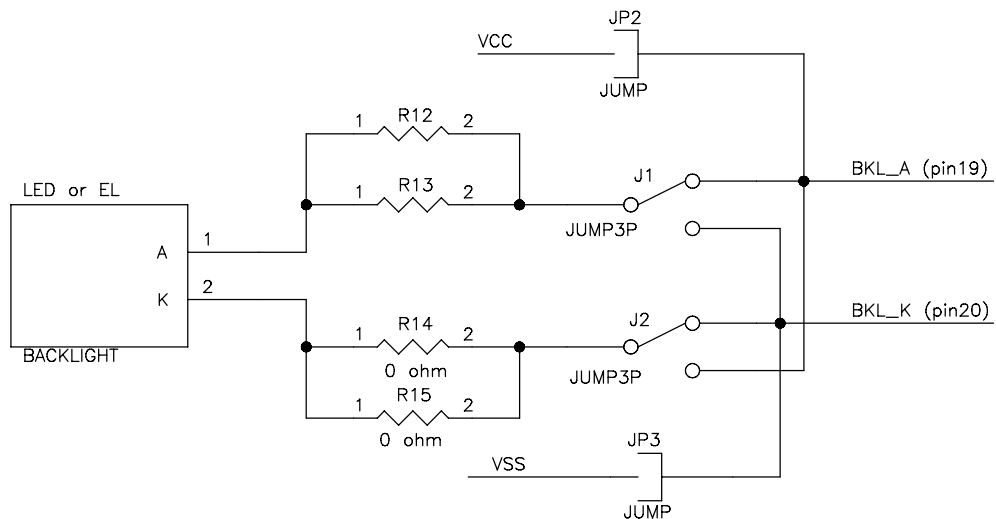 JP2
VCC
JUMP
1 R12 2
LED or EL
1 R13 2
J1
BKL_A (pin19)
JUMP3P
A 1
K 2
1 R14 2
0 ohm
J2
BKL_K (pin20)
BACKLIGHT
JUMP3P
1 R15 2
0 ohm
JP3
VSS
JUMP